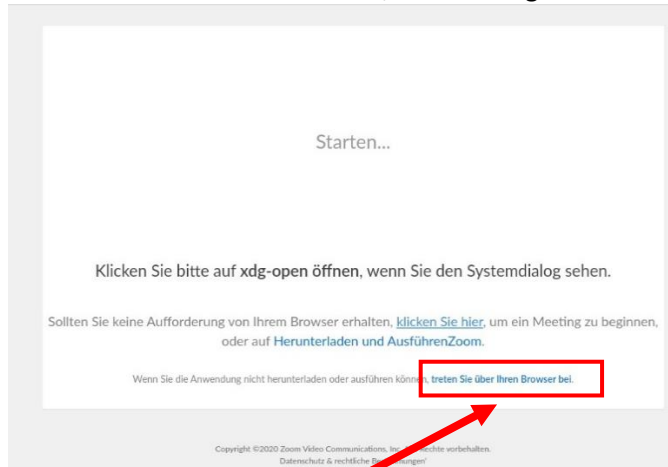 Starten...
Klicken Sie bitte auf xdg-open öffnen, wenn Sie den Systemdialog sehen.
Sollten Sie keine Aufforderung von Ihrem Browser erhalten, klicken Sie hier, um ein Meeting zu beginnen,
oder auf Herunterladen und AusführenZoom.
Wenn Sie die Anwendung nicht herunterladen oder ausführen können, treten Sie über Ihren Browser bei.
Copyright ©2020 Zoom Video Communications, Inc. Rechte vorbehalten.
Datenschutz & rechtliche